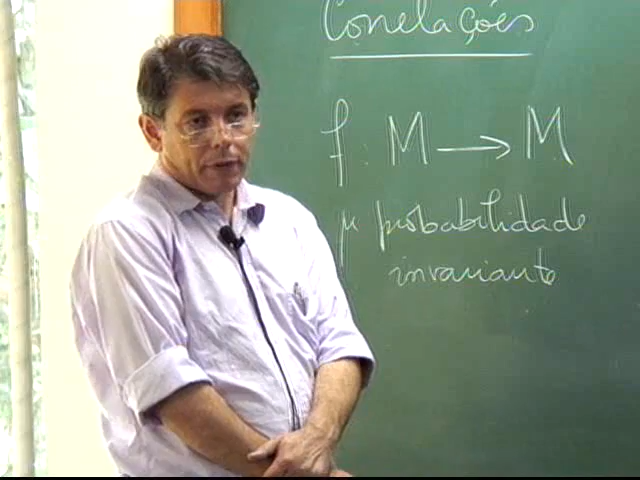 Correlações
f: M → M
μ probabilidade
invariante